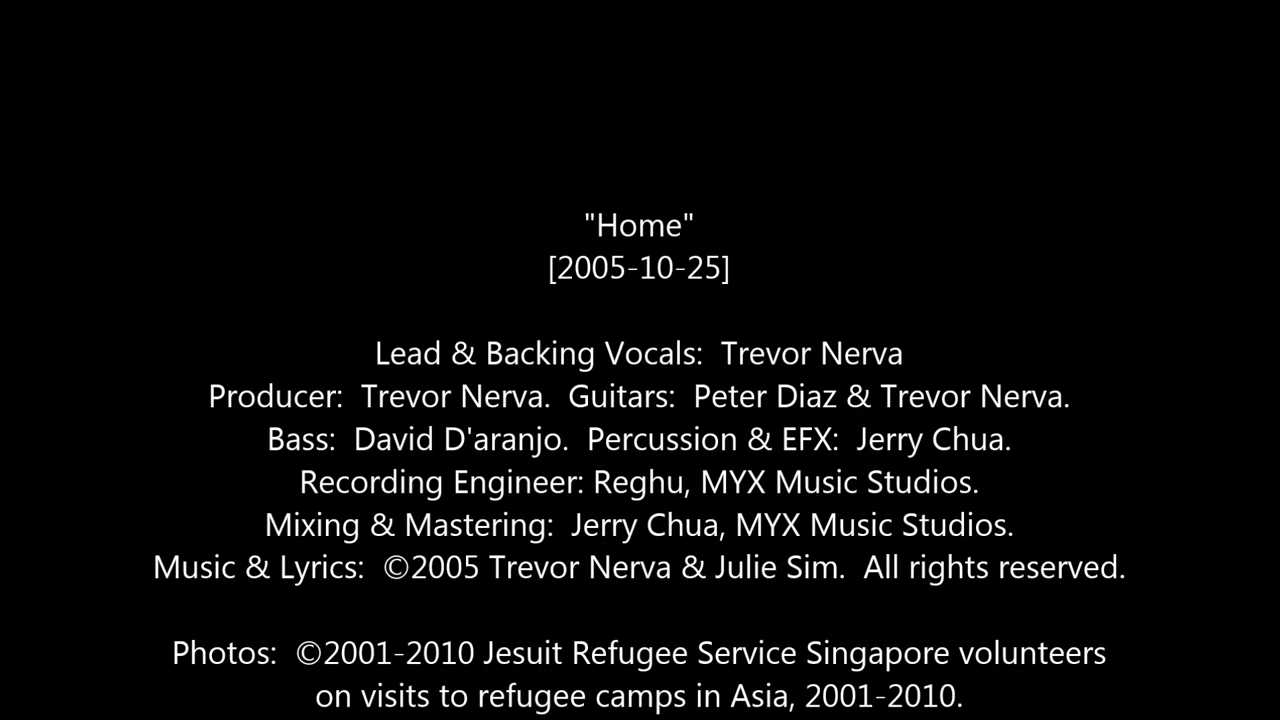 "Home"
[2005-10-25]
Lead & Backing Vocals:  Trevor Nerva
Producer:  Trevor Nerva.  Guitars:  Peter Diaz & Trevor Nerva.
Bass:  David D'aranjo.  Percussion & EFX:  Jerry Chua.
Recording Engineer: Reghu, MYX Music Studios.
Mixing & Mastering:  Jerry Chua, MYX Music Studios.
Music & Lyrics:  ©2005 Trevor Nerva & Julie Sim.  All rights reserved.
Photos:  ©2001-2010 Jesuit Refugee Service Singapore volunteers
on visits to refugee camps in Asia, 2001-2010.